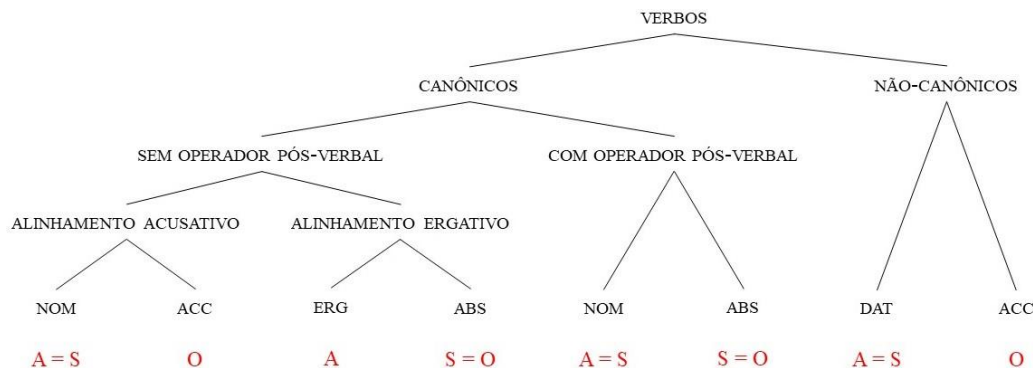 VERBOS
CANÔNICOS NÃO-CANÔNICOS
SEM OPERADOR PÓS-VERBAL COM OPERADOR PÓS-VERBAL
ALINHAMENTO ACUSATIVO ALINHAMENTO ERGATIVO
NOM ACC ERG ABS NOM ABS DAT ACC
A = S O A S = O A = S S = O A = S O